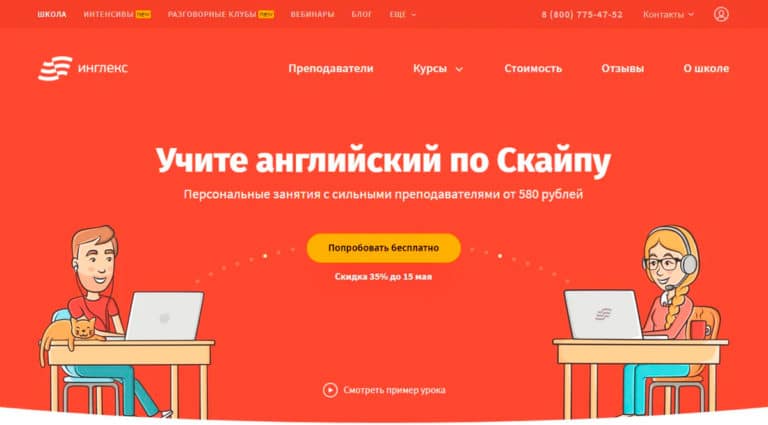 ШКОЛА ИНТЕНСИВЫ new РАЗГОВОРНЫЕ КЛУБЫ new ВЕБИНАРЫ БЛОГ ЕЩЕ 8 (800) 775-47-52 Контакты
инглекс Преподаватели Курсы Стоимость Отзывы О школе
Учите английский по Скайпу
Персональные занятия с сильными преподавателями от 580 рублей
Попробовать бесплатно
Скидка 35% до 15 мая
Смотреть пример урока